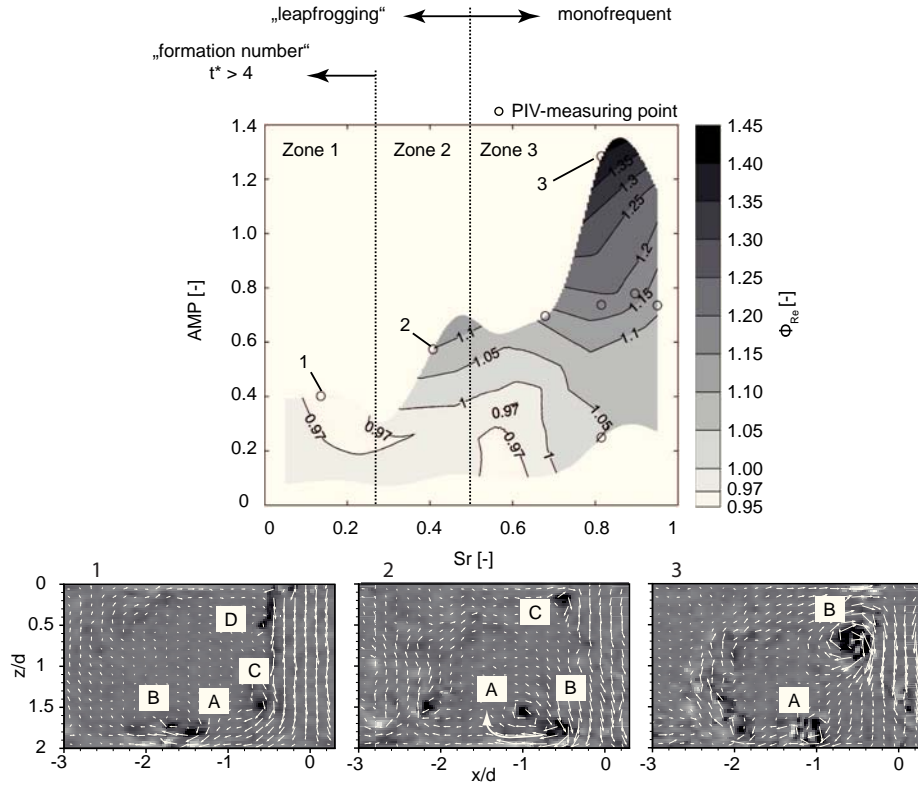 „leapfrogging“ monofrequent
„formation number“
t* > 4
PIV-measuring point
1.4 1.45
Zone 1 Zone 2 Zone 3
3
1.35
1.3
1.25
1.2
1.15
1.1
1.2 1.40
1.0 1.35
0.8 1.30
0.6 1.25
0.4 1.20
0.2 1.15
0 1.10
1.05
1.00
0.97
0.95
AMP [-]
ΦRe [-]
2
1.1
1.05
1
1
0.97
0.97
0.97
0.97
1
1.05
0 0.2 0.4 0.6 0.8 1
Sr [-]
1 2 3
0
0.5
1
1.5
2
z/d
D
C
B A
-3 -2 -1 0
C
A B
-3 -2 -1 0
x/d
B
A
-3 -2 -1 0